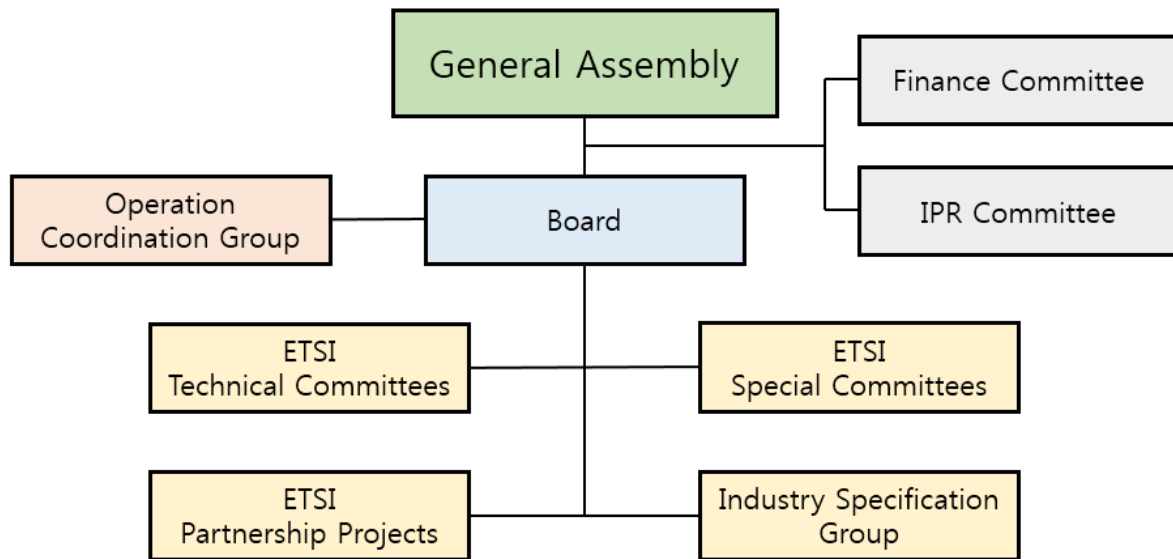 General Assembly
Finance Committee
IPR Committee
Operation
Coordination Group
Board
ETSI
Technical Committees
ETSI
Special Committees
ETSI
Partnership Projects
Industry Specification
Group